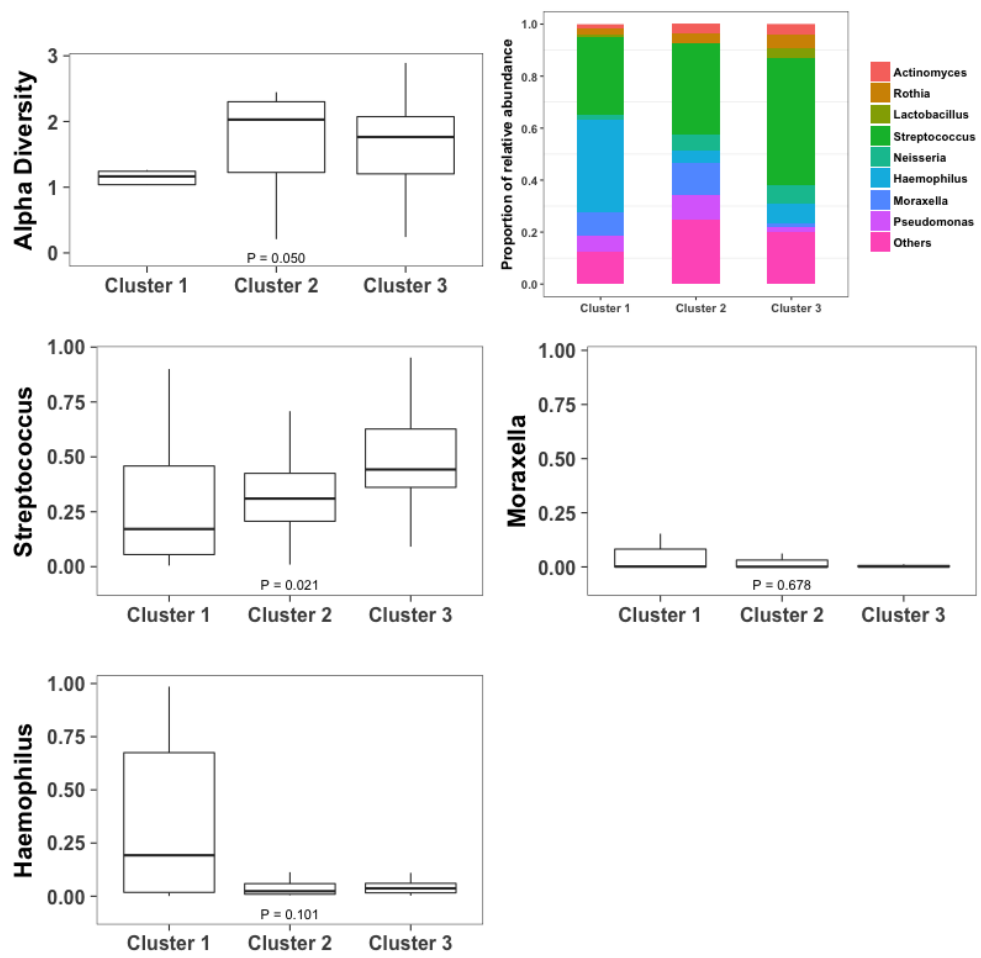 Alpha Diversity
3
2
1
0
P = 0.050
Cluster 1
Cluster 2
Cluster 3
Proportion of relative abundance
1.0
0.8
0.6
0.4
0.2
0.0
Cluster 1
Cluster 2
Cluster 3
Actinomyces
Rothia
Lactobacillus
Streptococcus
Neisseria
Haemophilus
Moraxella
Pseudomonas
Others
Streptococcus
1.00
0.75
0.50
0.25
0.00
P = 0.021
Cluster 1
Cluster 2
Cluster 3
Moraxella
1.00
0.75
0.50
0.25
0.00
P = 0.678
Cluster 1
Cluster 2
Cluster 3
Haemophilus
1.00
0.75
0.50
0.25
0.00
P = 0.101
Cluster 1
Cluster 2
Cluster 3